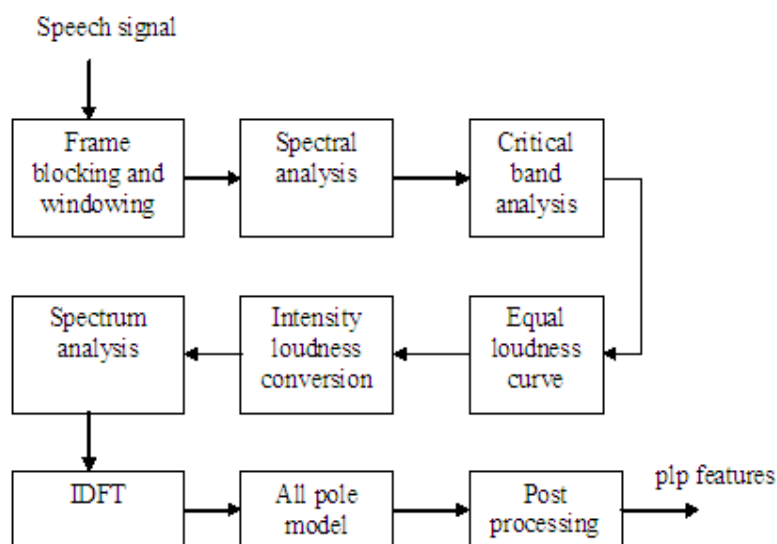 Speech signal
Frame
blocking and
windowing
Spectral
analysis
Critical
band
analysis
Spectrum
analysis
Intensity
loudness
conversion
Equal
loudness
curve
IDFT
All pole
model
Post
processing
plp features